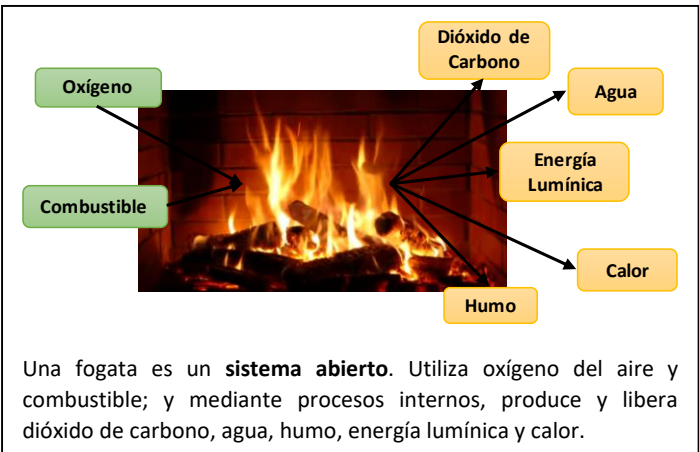 Dióxido de
Carbono
Oxígeno
Agua
Energía
Lumínica
Combustible
Calor
Humo
Una fogata es un sistema abierto. Utiliza oxígeno del aire y
combustible; y mediante procesos internos, produce y libera
dióxido de carbono, agua, humo, energía lumínica y calor.